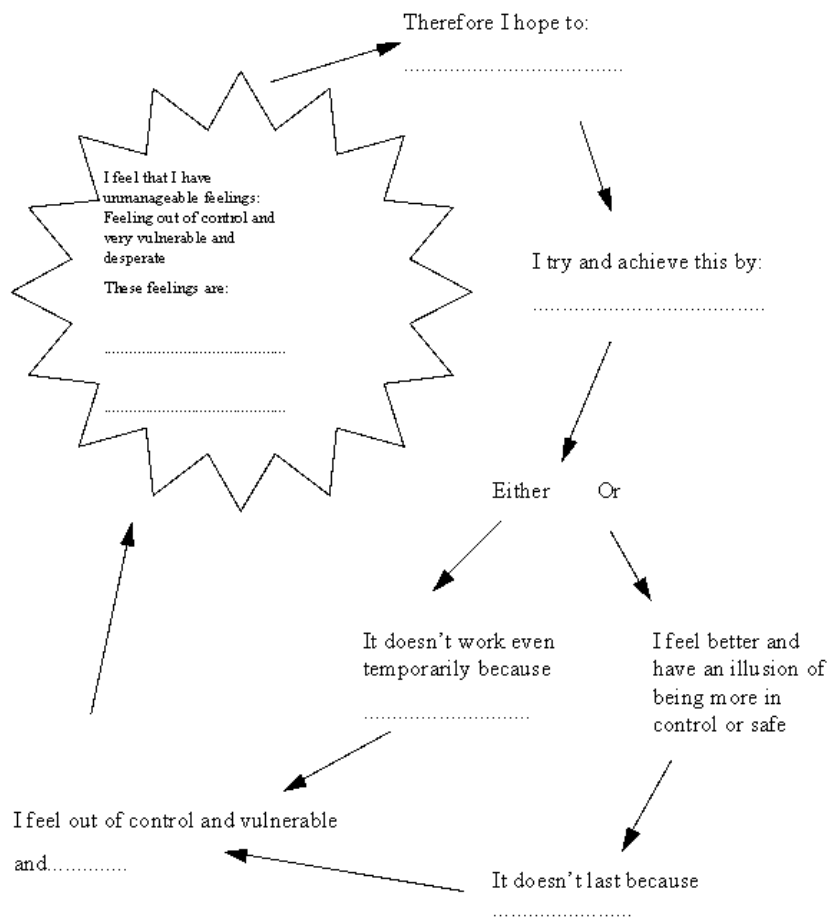 Therefore I hope to:
.......................................
I feel that I have
unmanageable feelings:
Feeling out of control and
very vulnerable and
desperate
These feelings are:
.......................................
.......................................
I try and achieve this by:
.......................................
Either Or
It doesn't work even
temporarily because
............................
I feel better and
have an illusion of
being more in
control or safe
I feel out of control and vulnerable
and..............
It doesn't last because
........................